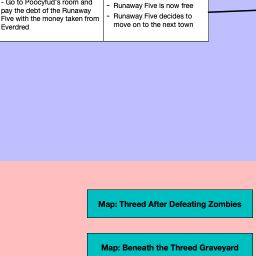 - Go to Poocyfud's room and
pay the debt of the Runaway
Five with the money taken from
Everdred
- Runaway Five is now free
- Runaway Five decides to
move on to the next town
Map: Threed After Defeating Zombies
Map: Beneath the Threed Graveyard